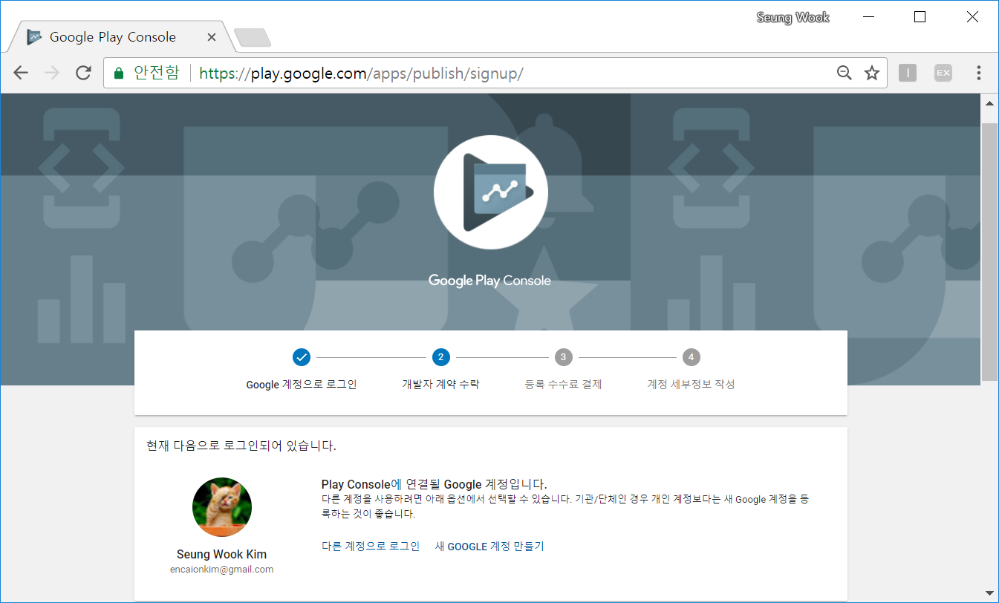 Seung Wook
Google Play Console
안전함
https://play.google.com/apps/publish/signup/
EX
Google Play Console
2
3
4
Google 계정으로 로그인
개발자 계약 수락
등록 수수료 결제
계정 세부정보 작성
현재 다음으로 로그인되어 있습니다.
Play Console에 연결될 Google 계정입니다.
다른 계정을 사용하려면 아래 옵션에서 선택할 수 있습니다. 기관/단체인 경우 개인 계정보다는 새 Google 계정을 등
록하는 것이 좋습니다.
다른 계정으로 로그인
새 GOOGLE 계정 만들기
Seung Wook Kim
encaionkim@gmail.com